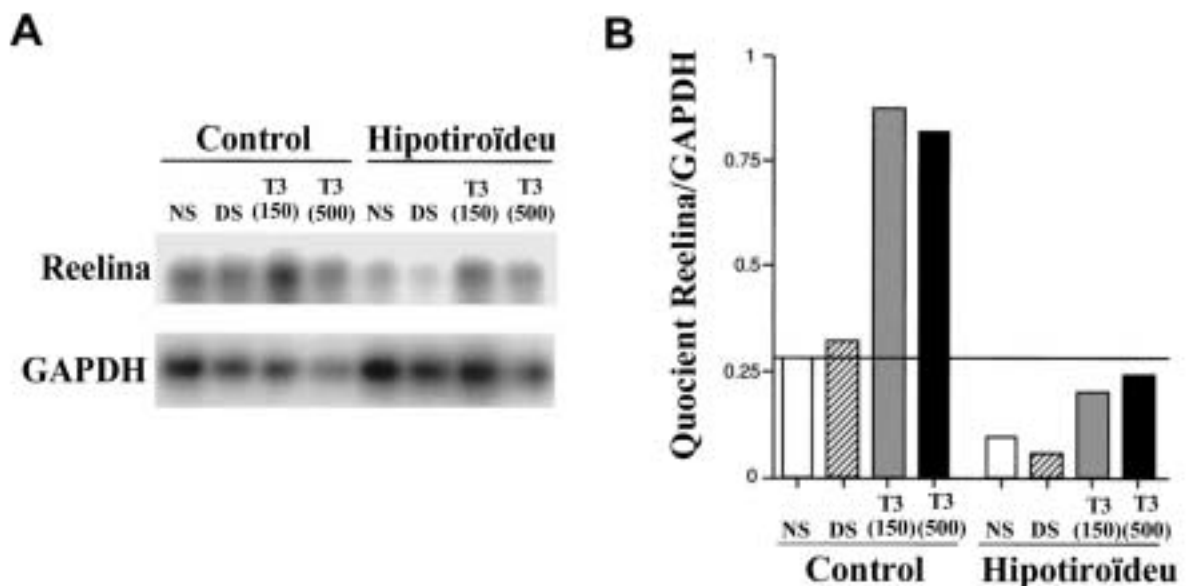 A
Control Hipotiroïdeu
NS DS T3 (150) T3 (500) NS DS T3 (150) T3 (500)
Reelina
GAPDH
B
Quocient Reelina/GAPDH
1
0.75
0.5
0.25
0
NS DS T3 (150) T3 (500) NS DS T3 (150) T3 (500)
Control Hipotiroïdeu